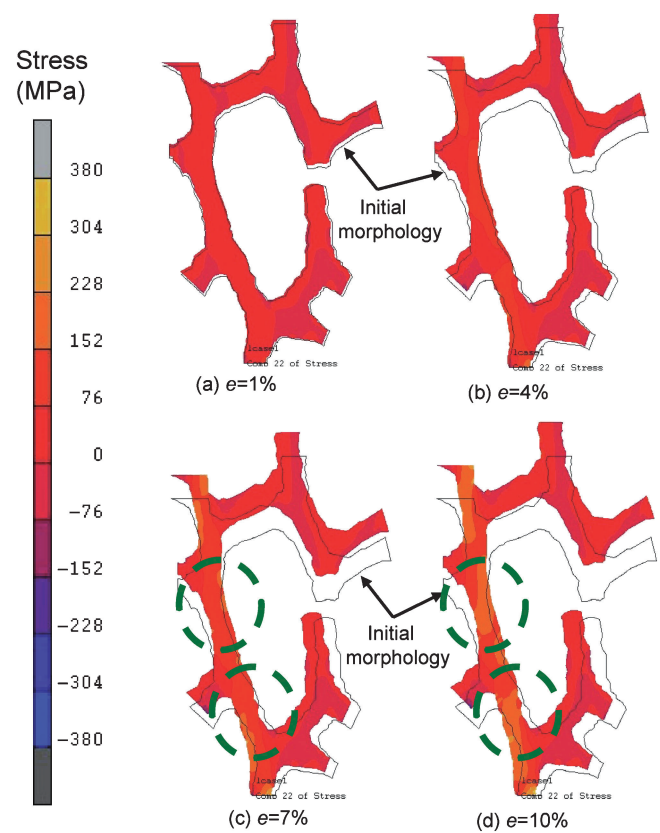 Stress
(MPa)
380
304
228
152
76
0
-76
-152
-228
-304
-380
Initial
morphology
lcase1
Comp 22 of Stress
lcase1
Comp 22 of Stress
(a) e=1%
(b) e=4%
Initial
morphology
lcase1
Comp 22 of Stress
lcase1
Comp 22 of Stress
(c) e=7%
(d) e=10%